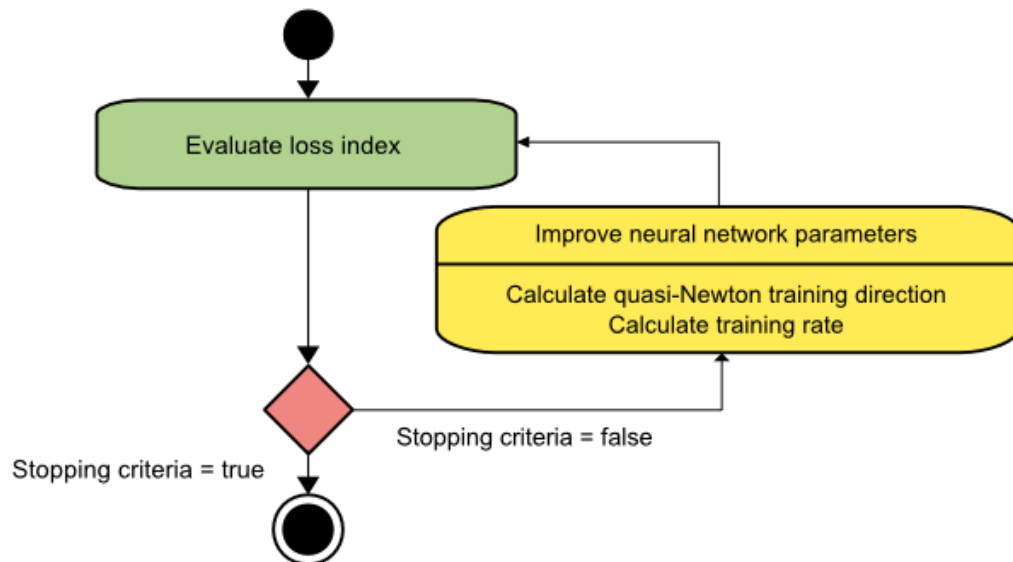 Evaluate loss index
Improve neural network parameters
Calculate quasi-Newton training direction
Calculate training rate
Stopping criteria = false
Stopping criteria = true